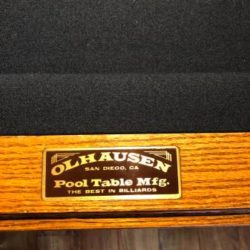 OLHAUSEN
SAN DIEGO, CA
Pool Table Mfg.
THE BEST IN BILLIARDS